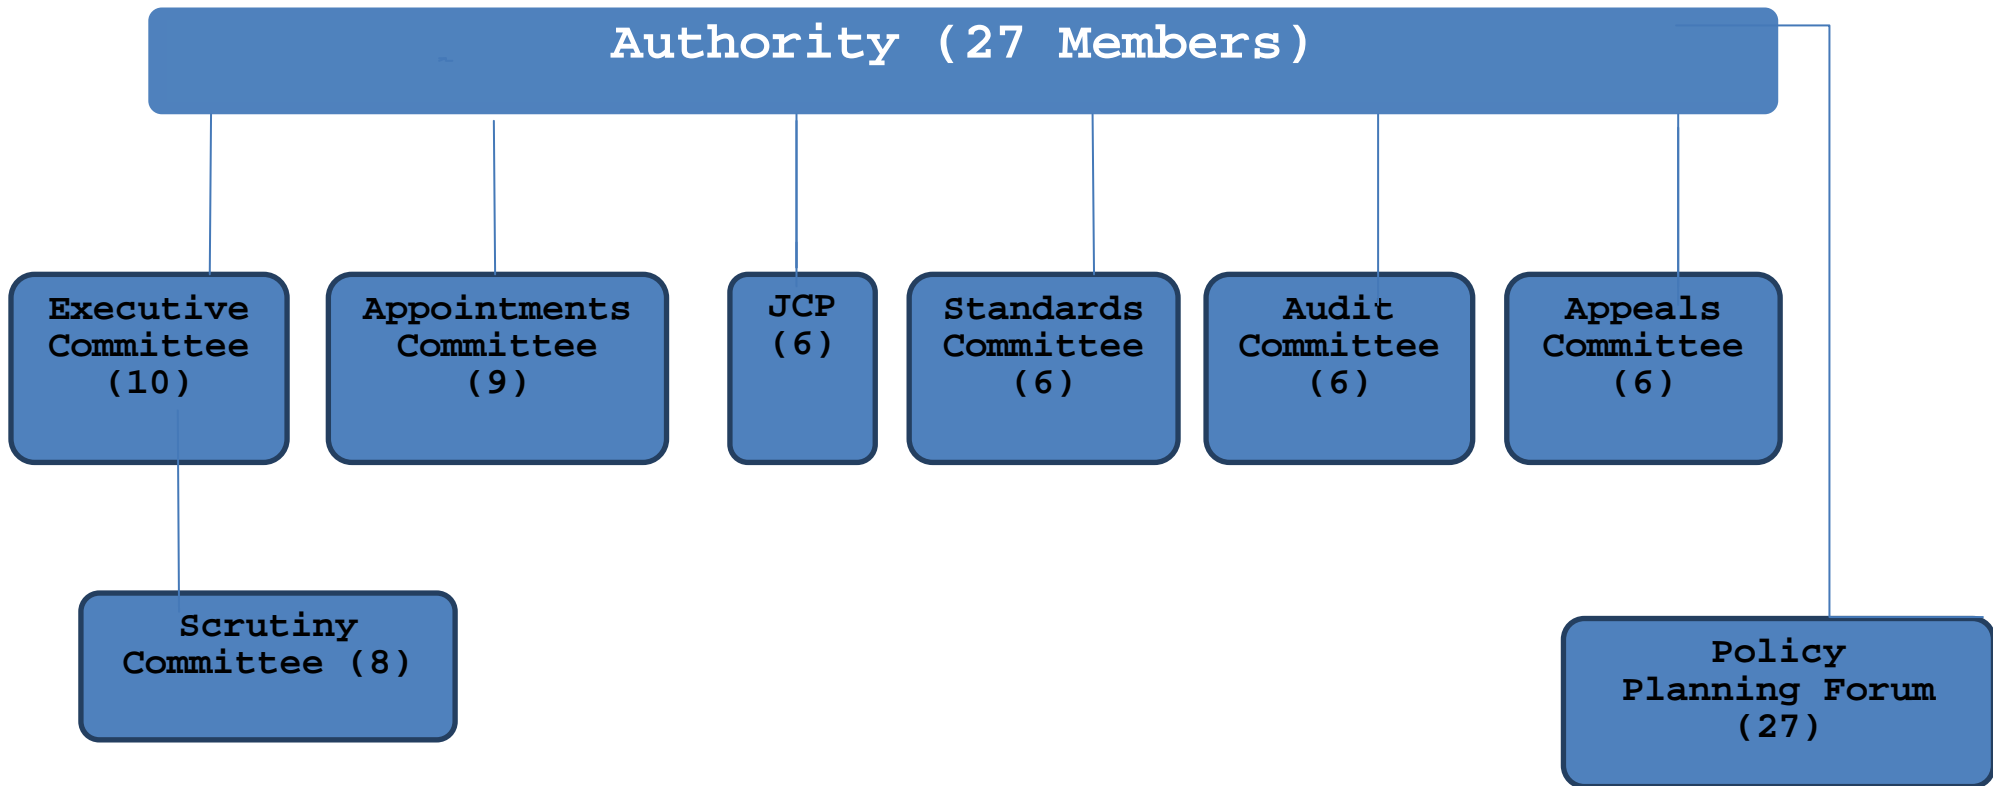 Authority (27 Members)
~
Executive
Committee
(10)
Appointments
Committee
(9)
JCP
(6)
Standards
Committee
(6)
Audit
Committee
(6)
Appeals
Committee
(6)
Scrutiny
Committee (8)
Policy
Planning Forum
(27)